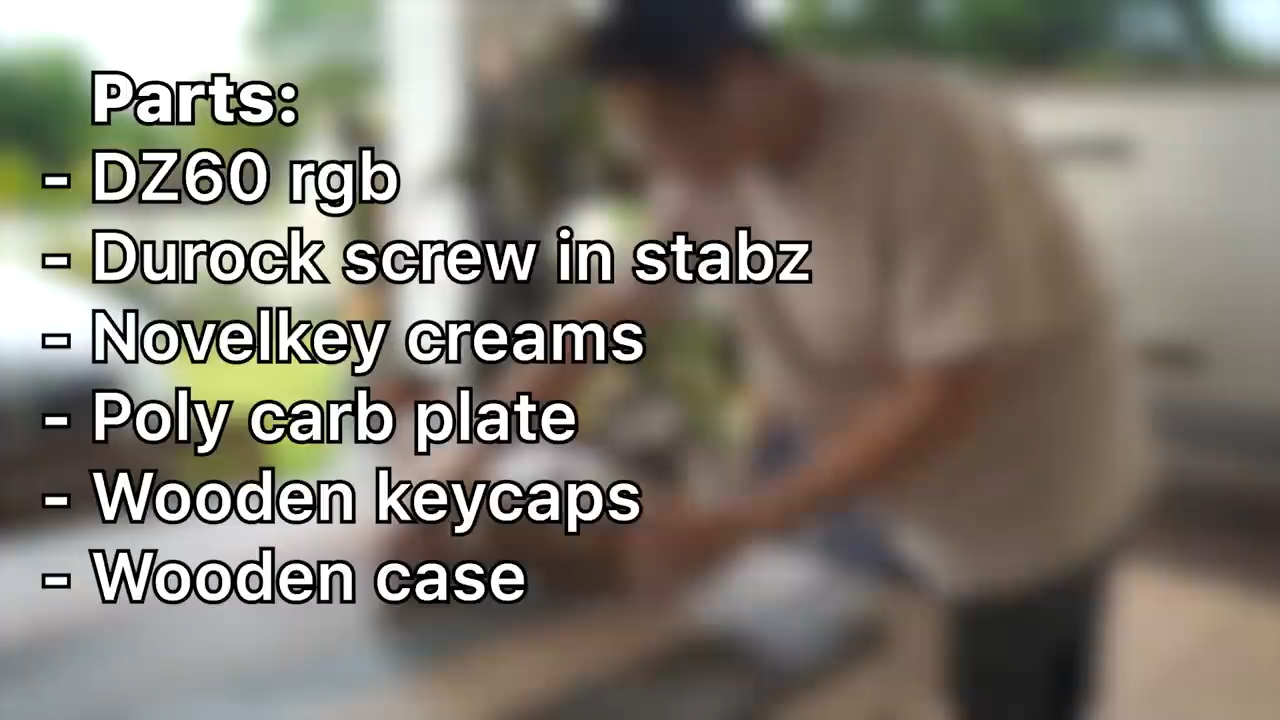 Parts:
- DZ60 rgb
- Durock screw in stabz
- Novelkey creams
- Poly carb plate
- Wooden keycaps
- Wooden case